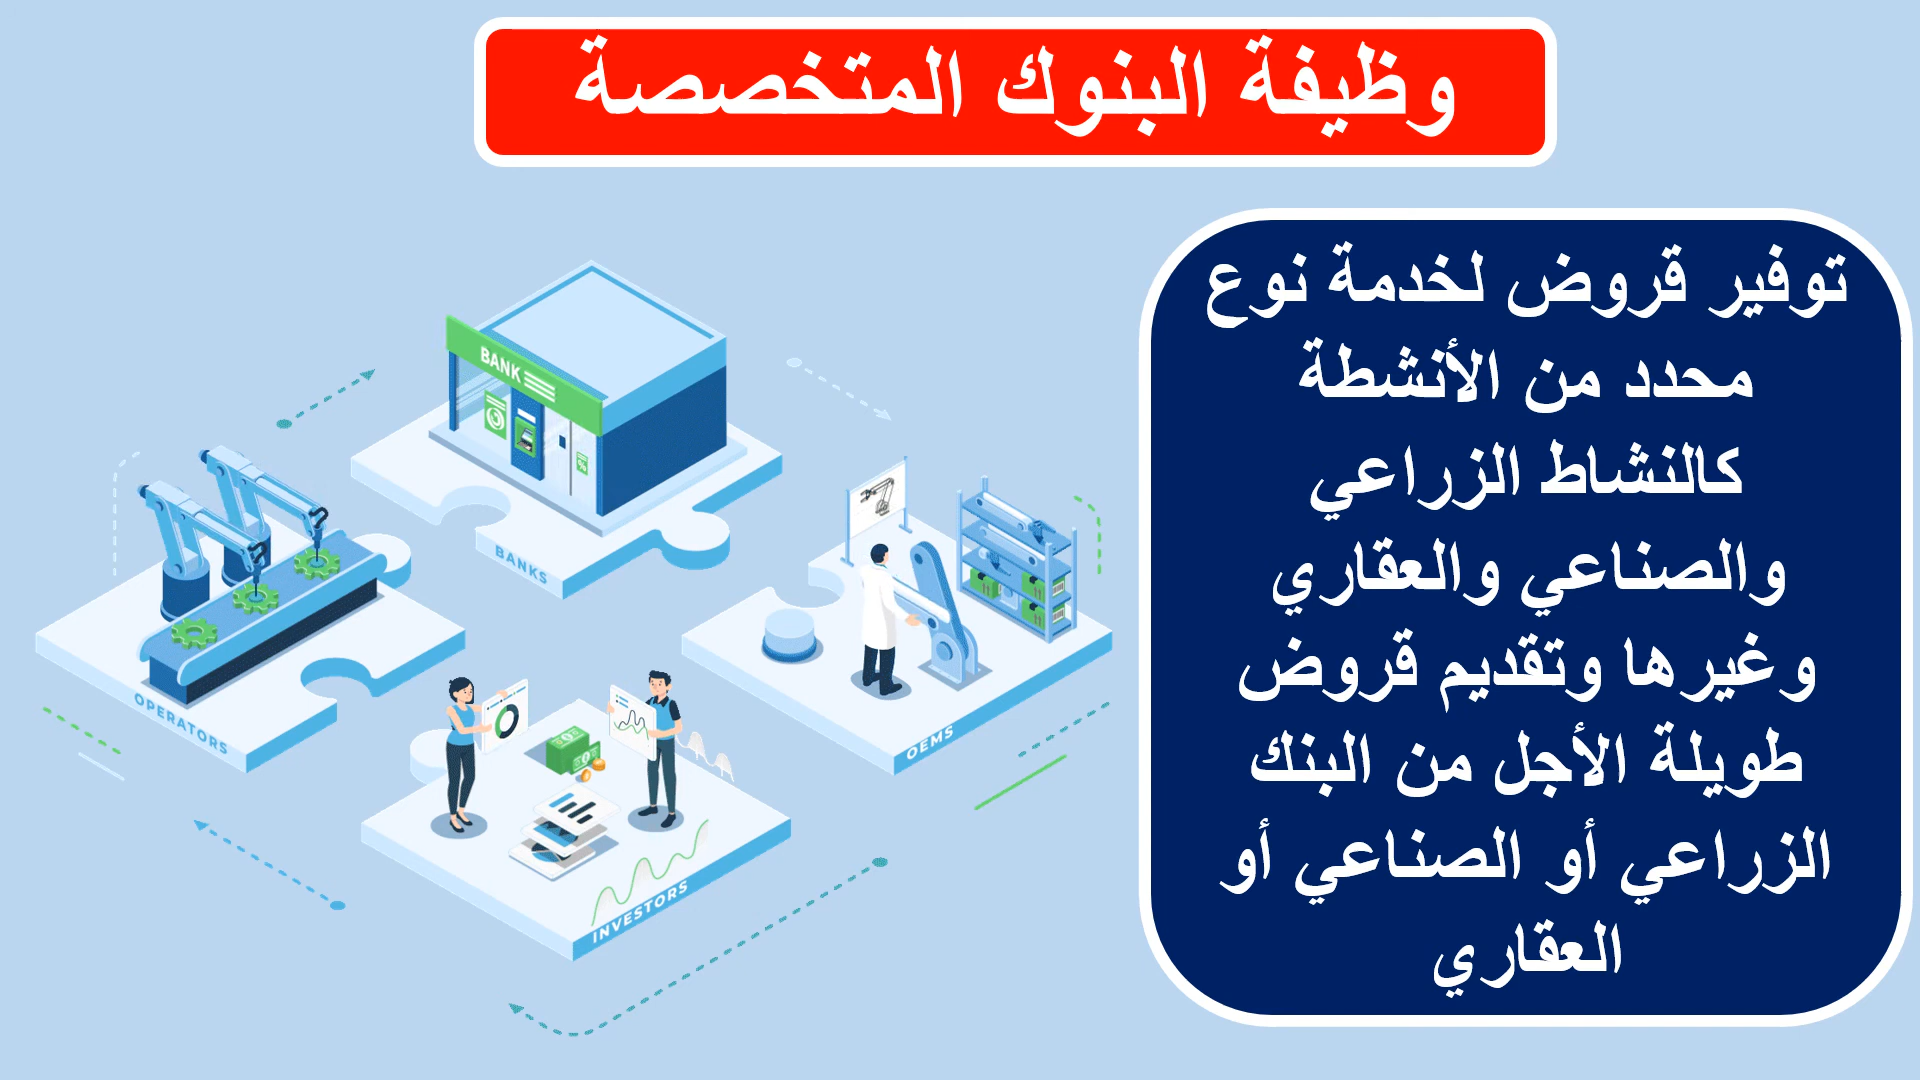 وظيفة البنوك المتخصصة
توفير قروض لخدمة نوع
محدد من الأنشطة
كالنشاط الزراعي
والصناعي والعقاري
وغيرها وتقديم قروض
طويلة الأجل من البنك
الزراعي أو الصناعي أو
العقاري
BANK
BANKS
OPERATORS
OEMS
INVESTORS